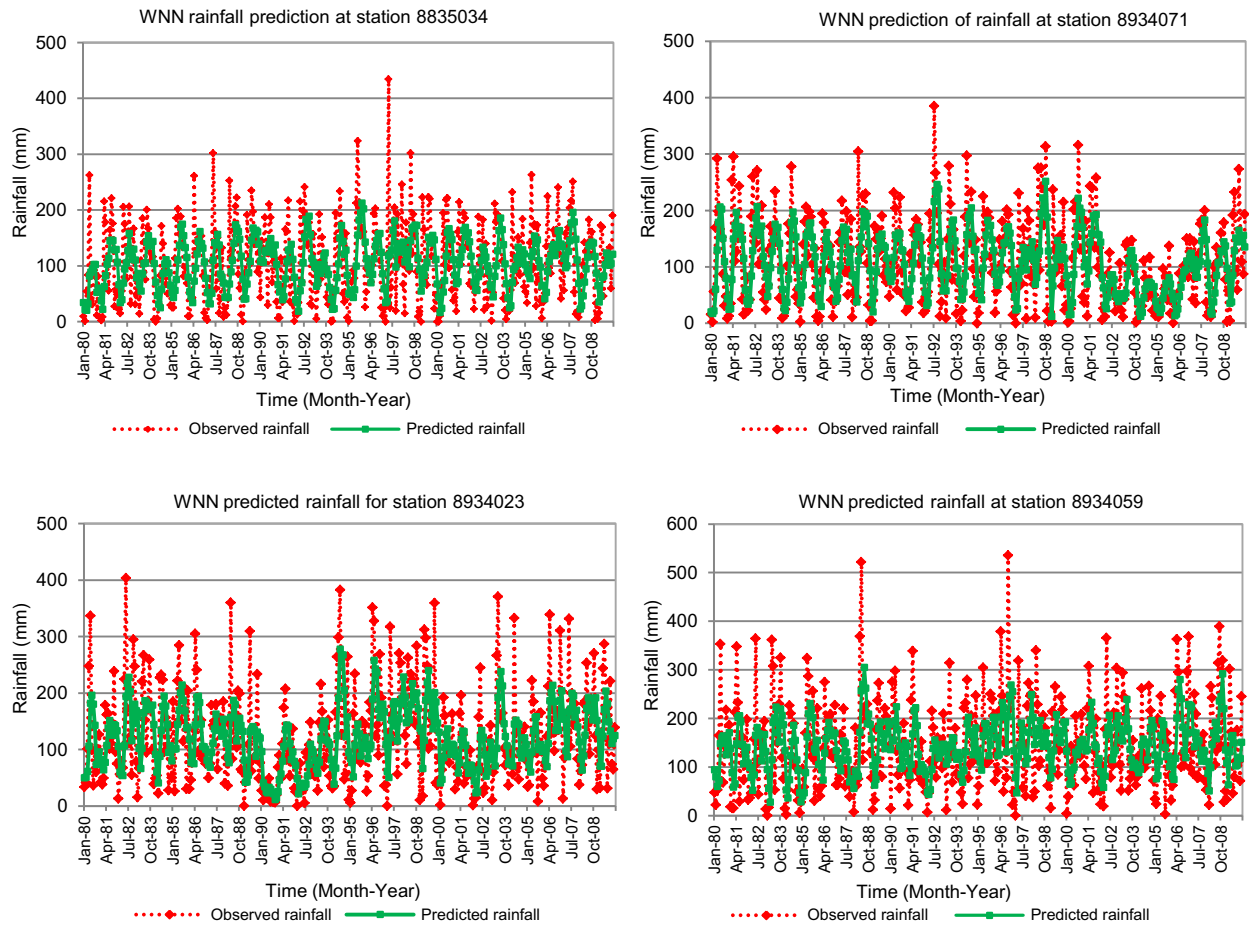 WNN rainfall prediction at station 8835034
500
400
300
200
100
0
Rainfall (mm)
Jan-80 Apr-81 Jul-82 Oct-83 Jan-85 Apr-86 Jul-87 Oct-88 Jan-90 Apr-91 Jul-92 Oct-93 Jan-95 Apr-96 Jul-97 Oct-98 Jan-00 Apr-01 Jul-02 Oct-03 Jan-05 Apr-06 Jul-07 Oct-08
Time (Month-Year)
Observed rainfall Predicted rainfall
WNN prediction of rainfall at station 8934071
500
400
300
200
100
0
Rainfall (mm)
Jan-80 Apr-81 Jul-82 Oct-83 Jan-85 Apr-86 Jul-87 Oct-88 Jan-90 Apr-91 Jul-92 Oct-93 Jan-95 Apr-96 Jul-97 Oct-98 Jan-00 Apr-01 Jul-02 Oct-03 Jan-05 Apr-06 Jul-07 Oct-08
Time (Month-Year)
Observed rainfall Predicted rainfall
WNN predicted rainfall for station 8934023
500
400
300
200
100
0
Rainfall (mm)
Jan-80 Apr-81 Jul-82 Oct-83 Jan-85 Apr-86 Jul-87 Oct-88 Jan-90 Apr-91 Jul-92 Oct-93 Jan-95 Apr-96 Jul-97 Oct-98 Jan-00 Apr-01 Jul-02 Oct-03 Jan-05 Apr-06 Jul-07 Oct-08
Time (Month-Year)
Observed rainfall Predicted rainfall
WNN predicted rainfall at station 8934059
600
500
400
300
200
100
0
Rainfall (mm)
Jan-80 Apr-81 Jul-82 Oct-83 Jan-85 Apr-86 Jul-87 Oct-88 Jan-90 Apr-91 Jul-92 Oct-93 Jan-95 Apr-96 Jul-97 Oct-98 Jan-00 Apr-01 Jul-02 Oct-03 Jan-05 Apr-06 Jul-07 Oct-08
Time (Month-Year)
Observed rainfall Predicted rainfall